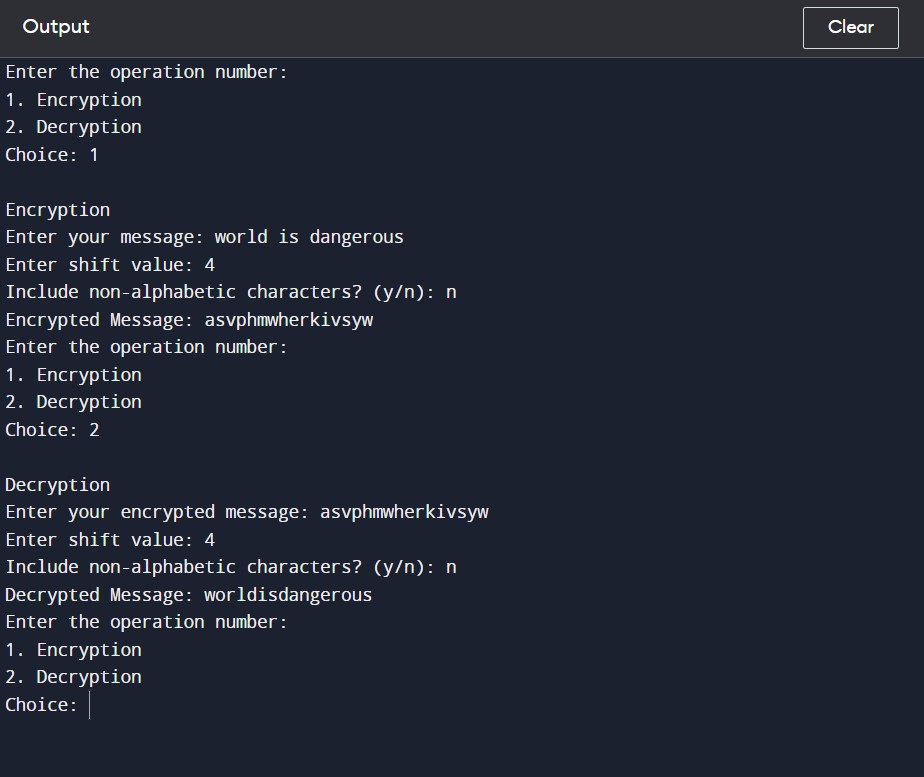 Output
Clear
Enter the operation number:
1. Encryption
2. Decryption
Choice: 1
Encryption
Enter your message: world is dangerous
Enter shift value: 4
Include non-alphabetic characters? (y/n): n
Encrypted Message: asvphmwherkivsyw
Enter the operation number:
1. Encryption
2. Decryption
Choice: 2
Decryption
Enter your encrypted message: asvphmwherkivsyw
Enter shift value: 4
Include non-alphabetic characters? (y/n): n
Decrypted Message: worldisdangerous
Enter the operation number:
1. Encryption
2. Decryption
Choice: